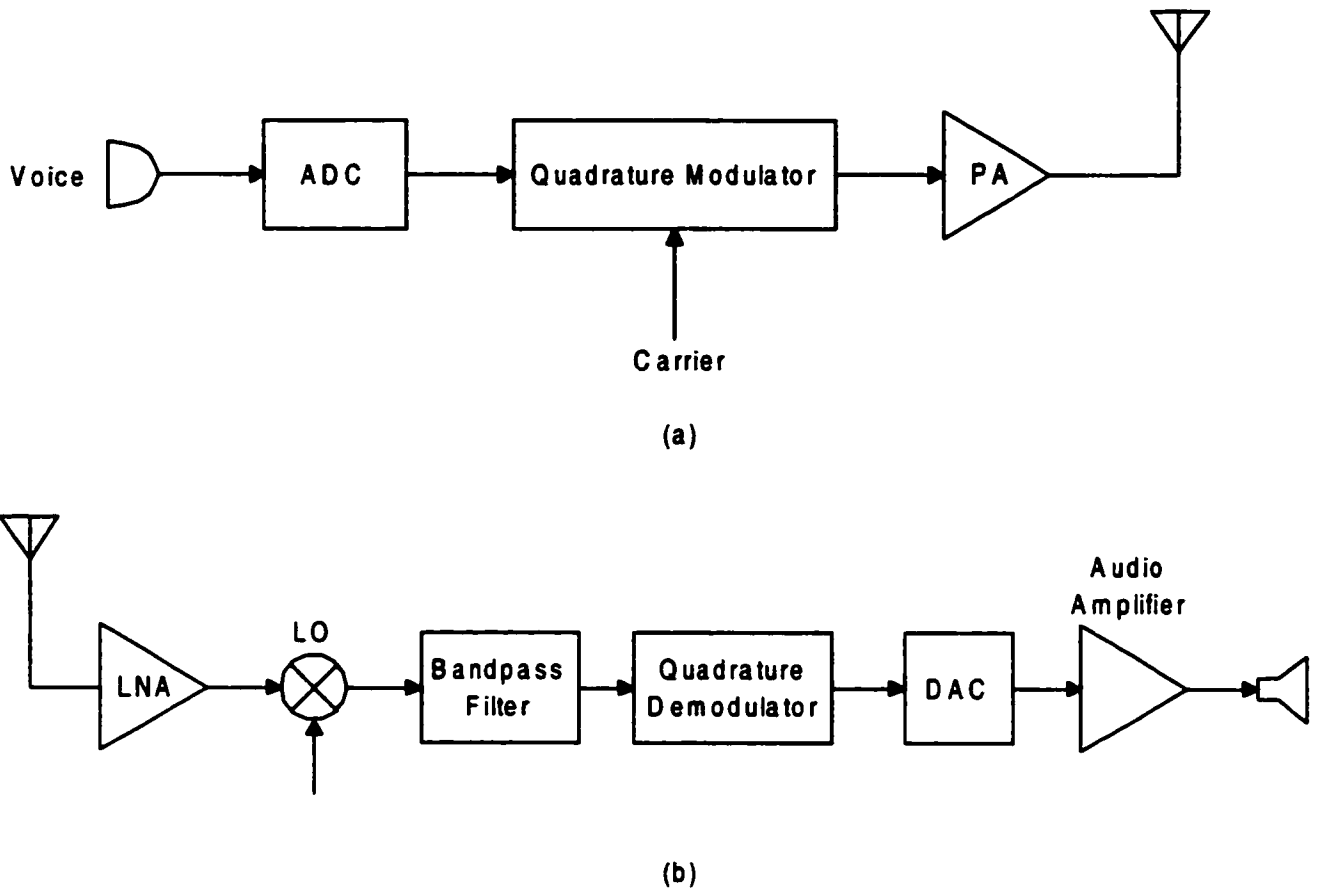 Voice
ADC
Quadrature Modulator
PA
Carrier
(a)
Audio
Amplifier
LO
LNA
Bandpass
Filter
Quadrature
Demodulator
DAC
(b)